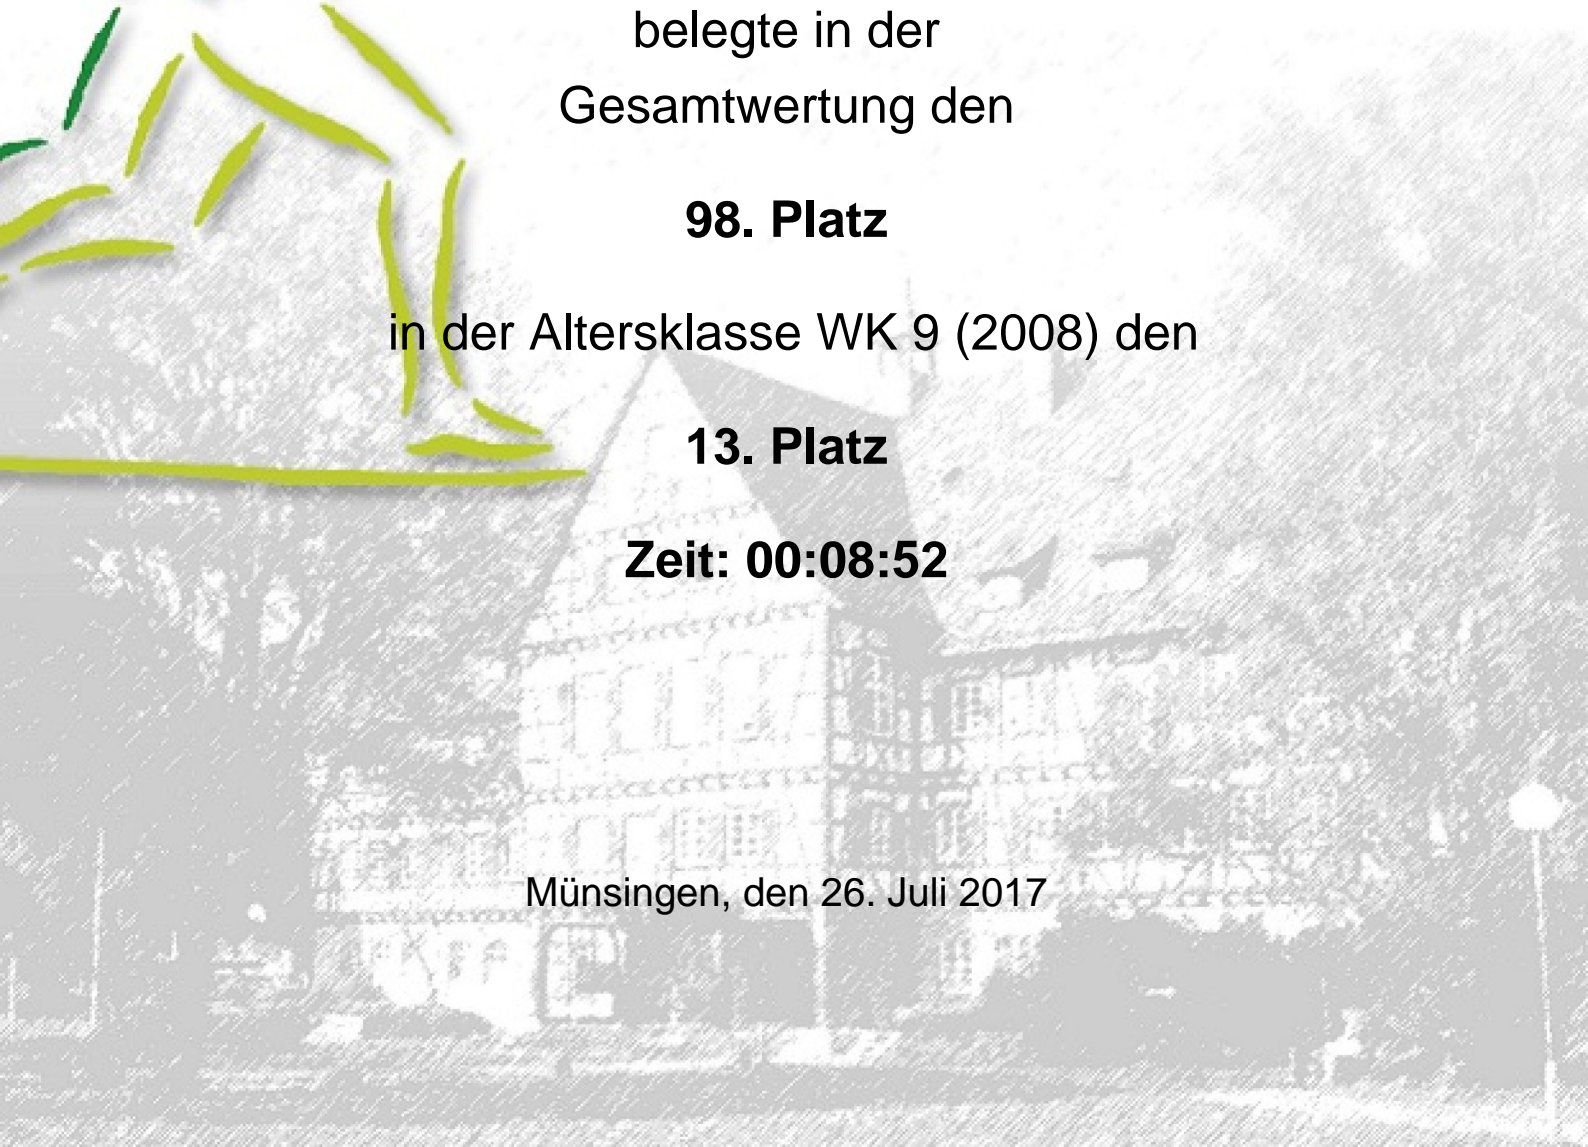 belegte in der
Gesamtwertung den
98. Platz
in der Altersklasse WK 9 (2008) den
13. Platz
Zeit: 00:08:52
Münsingen, den 26. Juli 2017